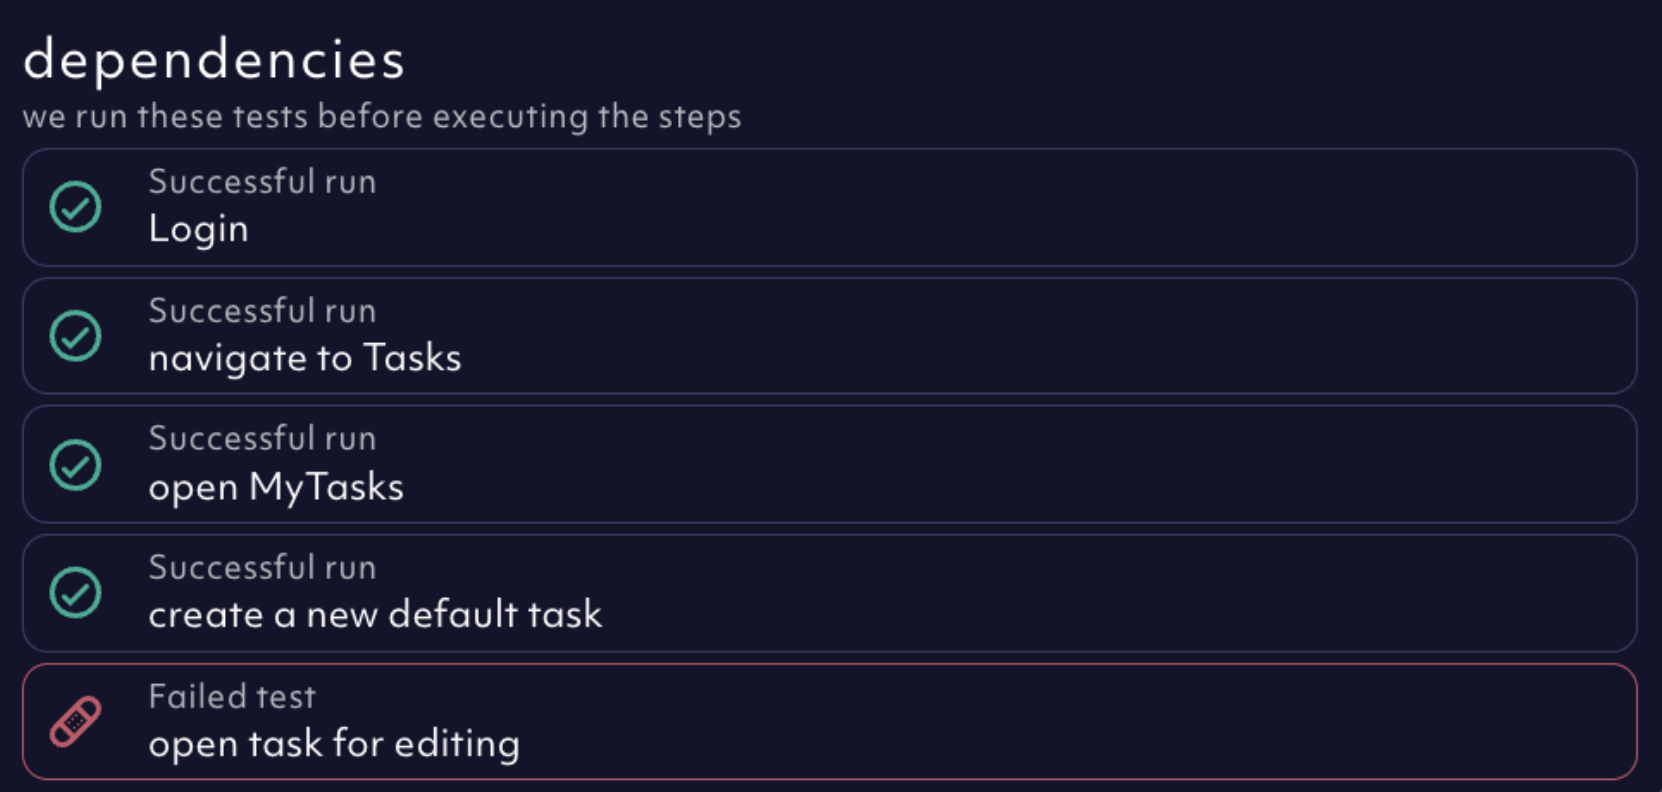 dependencies
we run these tests before executing the steps
Successful run
Login
Successful run
navigate to Tasks
Successful run
open MyTasks
Successful run
create a new default task
Failed test
open task for editing